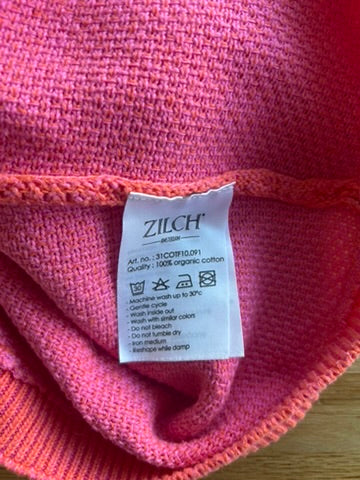 ZILCH
AMSTERDAM
Art. no. : 31COTF10.091
Quality : 100% organic cotton
- Machine wash up to 30°c
- Gentle cycle
- Wash inside out
- Wash with similar colors
- Do not bleach
- Do not tumble dry
- Iron medium
- Reshape while damp